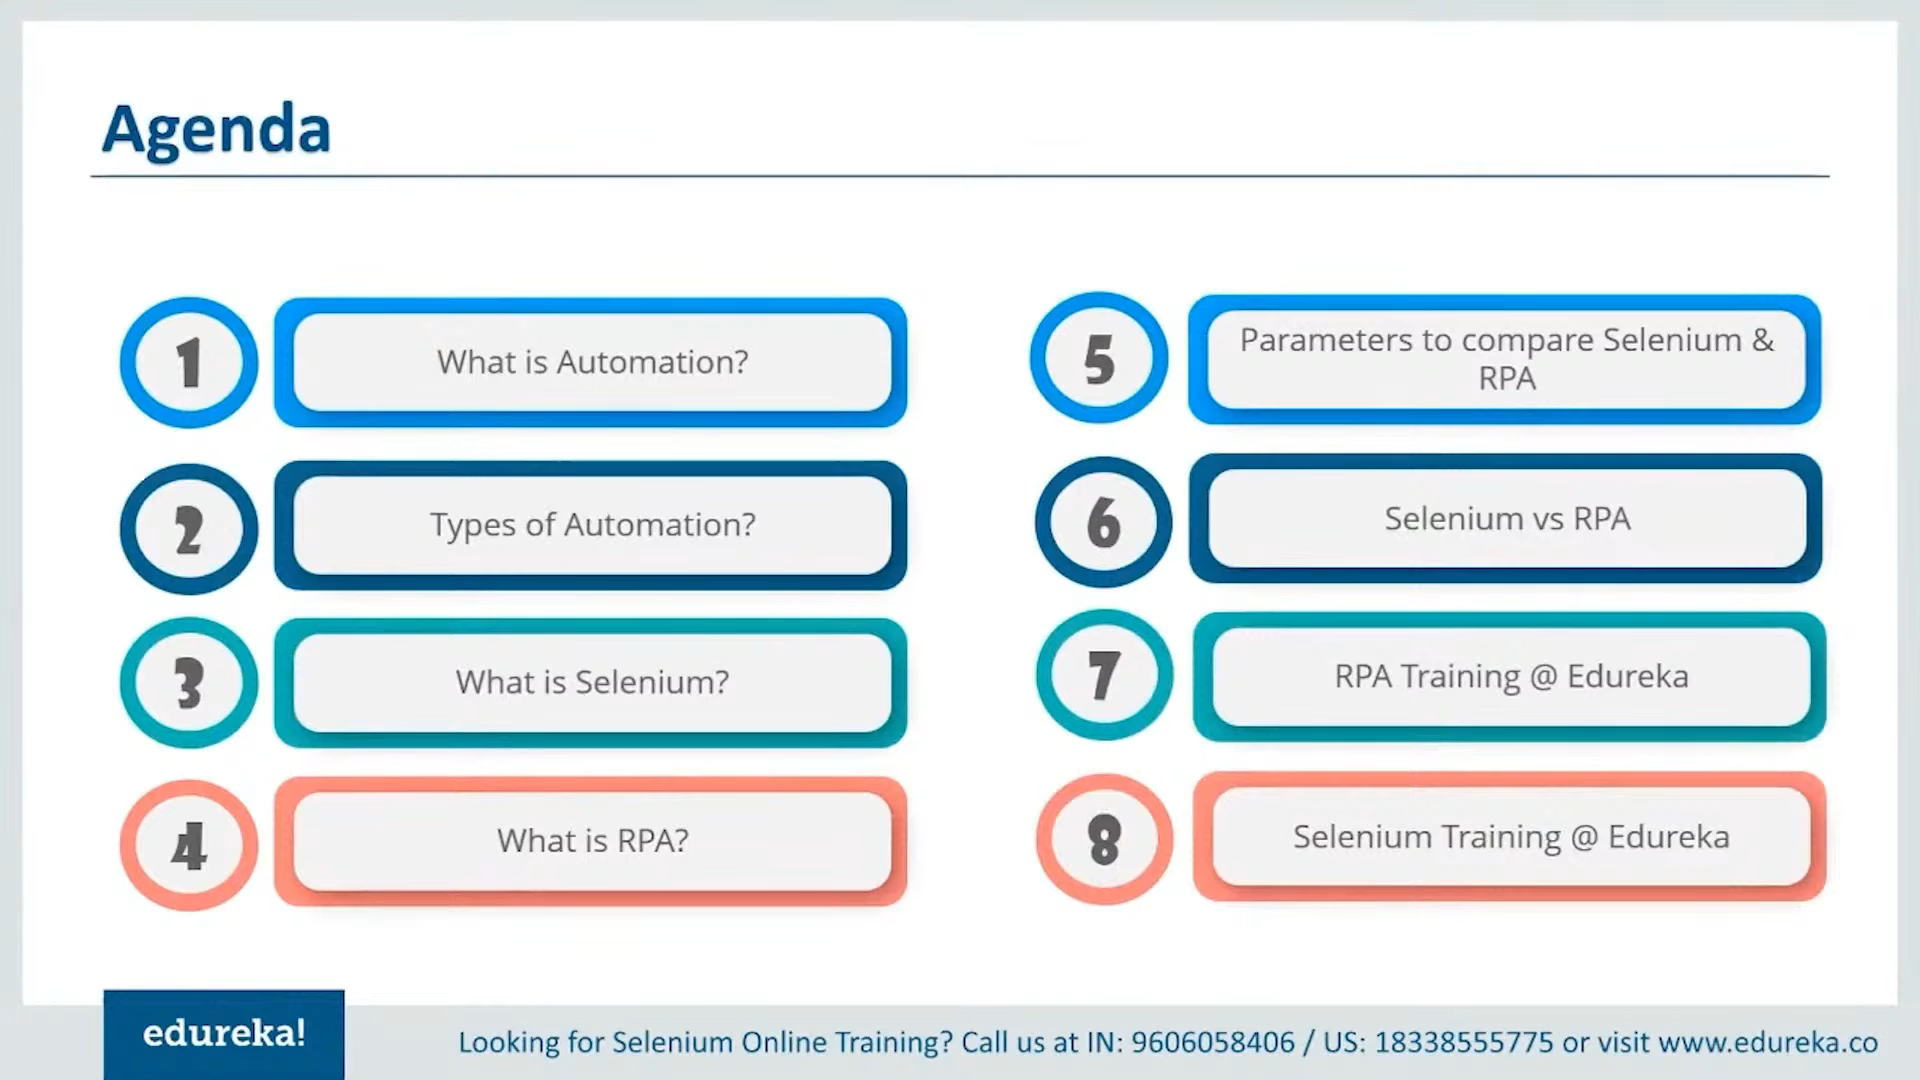 Agenda
1
What is Automation?
2
Types of Automation?
3
What is Selenium?
4
What is RPA?
5
Parameters to compare Selenium &
RPA
6
Selenium vs RPA
7
RPA Training @ Edureka
8
Selenium Training @ Edureka
edureka!
Looking for Selenium Online Training? Call us at IN: 9606058406 / US: 18338555775 or visit www.edureka.co